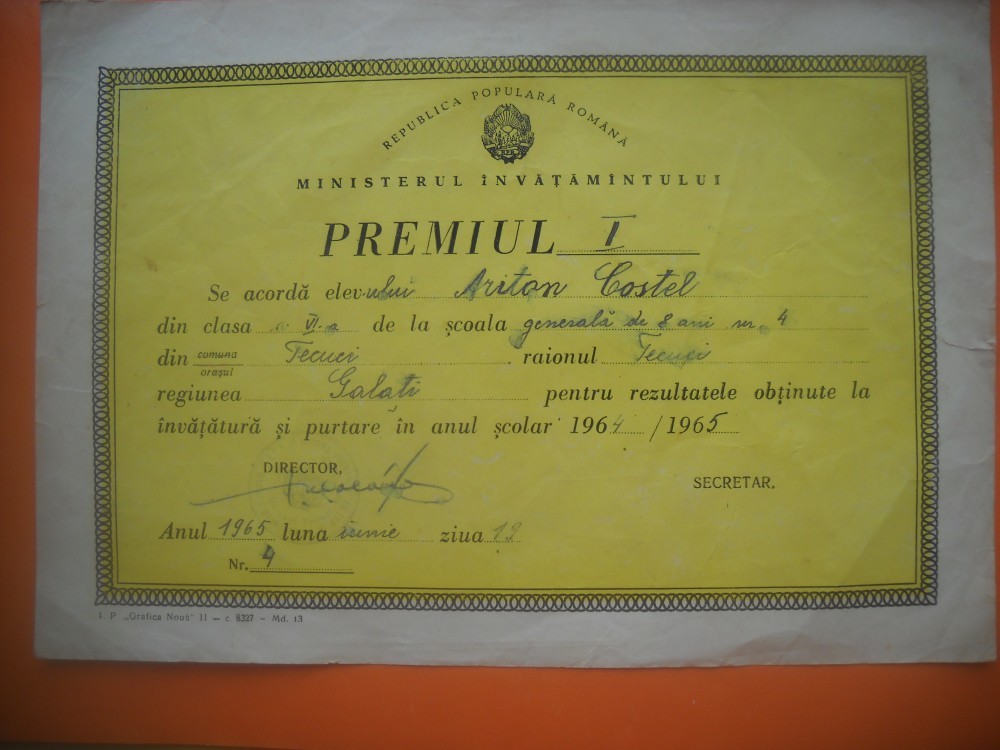 REPUBLICA POPULARĂ ROMÂNĂ
RPR
MINISTERUL ÎNVĂȚĂMÎNTULUI
PREMIUL I
Se acordă elevului Ariton Costel
din clasa a VI-a de la școala generală de 8 ani nr. 4
din comuna orașul Tecuci raionul Tecuci
regiunea Galați pentru rezultatele obținute la
învățătură și purtare în anul școlar 1964/1965
DIRECTOR,
SECRETAR,
Anul 1965 luna iunie ziua 12
Nr. 4
I. P. „Grafica Nouă" II — c. 8327 — Md. 13